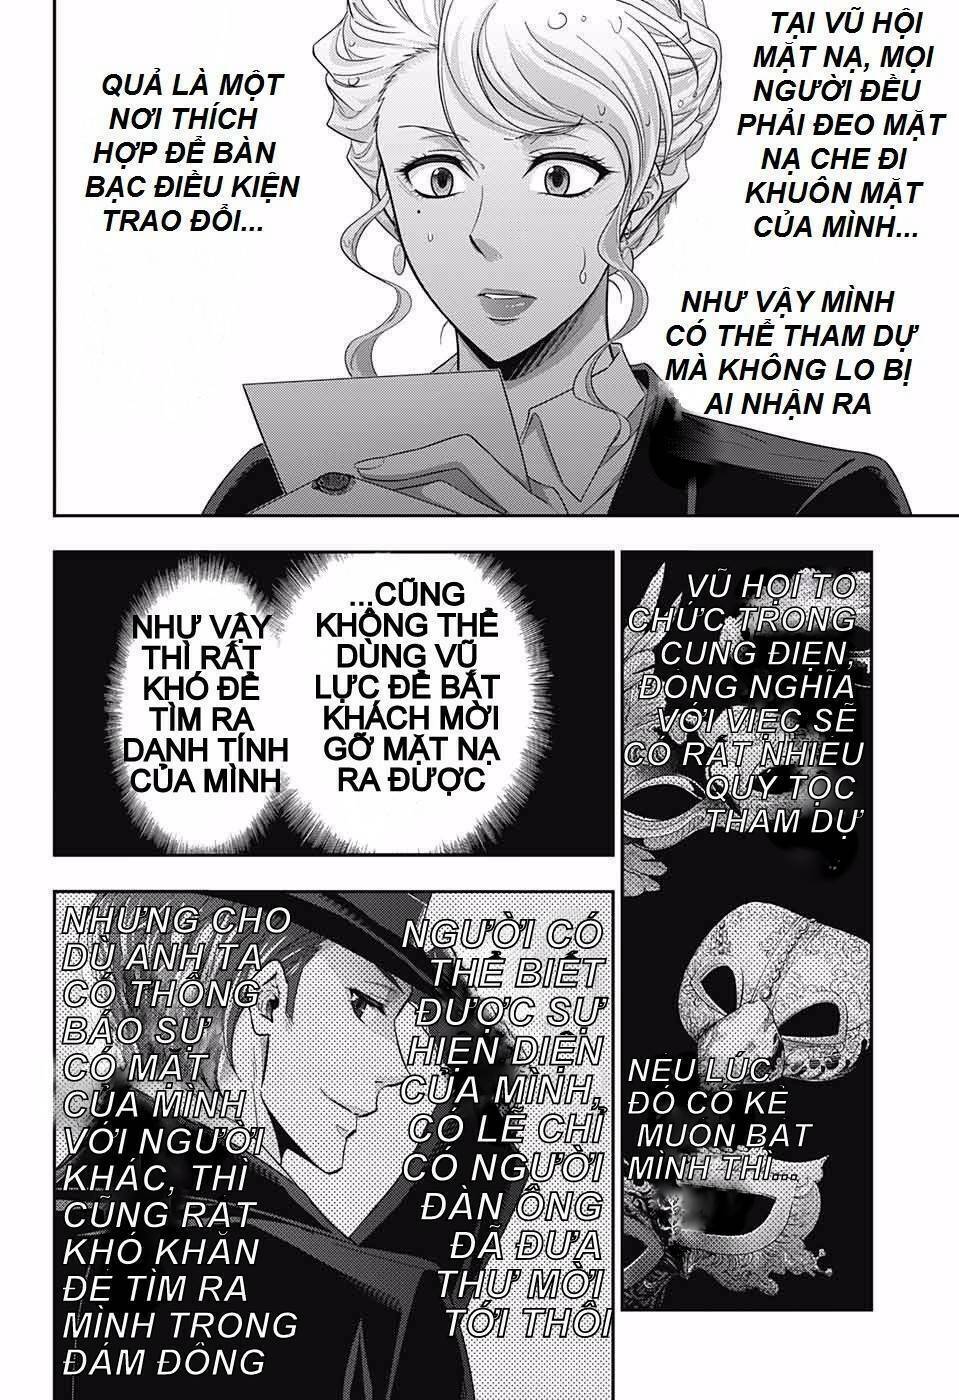 TẠI VŨ HỘI
MẶT NẠ, MỌI
NGƯỜI ĐỀU
PHẢI ĐEO MẶT
NẠ CHE ĐI
KHUÔN MẶT
CỦA MÌNH...
NHƯ VẬY MÌNH
CÓ THỂ THAM DỰ
MÀ KHÔNG LO BỊ
AI NHẬN RA
QUẢ LÀ MỘT
NƠI THÍCH
HỢP ĐỂ BÀN
BẠC ĐIỀU KIỆN
TRAO ĐỔI...
VŨ HỘI TỔ
CHỨC TRONG
CUNG ĐIỆN,
ĐỒNG NGHĨA
VỚI VIỆC SẼ
CÓ RẤT NHIỀU
QUÝ TỘC
THAM DỰ
NẾU LÚC
ĐÓ CÓ KẺ
MUỐN BẮT
MÌNH THÌ...
...CŨNG
KHÔNG THỂ
DÙNG VŨ
LỰC ĐỂ BẮT
KHÁCH MỜI
GỠ MẶT NẠ
RA ĐƯỢC
NHƯ VẬY
THÌ RẤT
KHÓ ĐỂ
TÌM RA
DANH TÍNH
CỦA MÌNH
NGƯỜI CÓ
THỂ BIẾT
ĐƯỢC SỰ
HIỆN DIỆN
CỦA MÌNH,
CÓ LẼ CHỈ
CÓ NGƯỜI
ĐÀN ÔNG
ĐÃ ĐƯA
THƯ MỜI
TỚI THÔI
NHƯNG CHO
DÙ ANH TA
CÓ THÔNG
BÁO SỰ
CÓ MẶT
CỦA MÌNH
VỚI NGƯỜI
KHÁC, THÌ
CŨNG RẤT
KHÓ KHĂN
ĐỂ TÌM RA
MÌNH TRONG
ĐÁM ĐÔNG